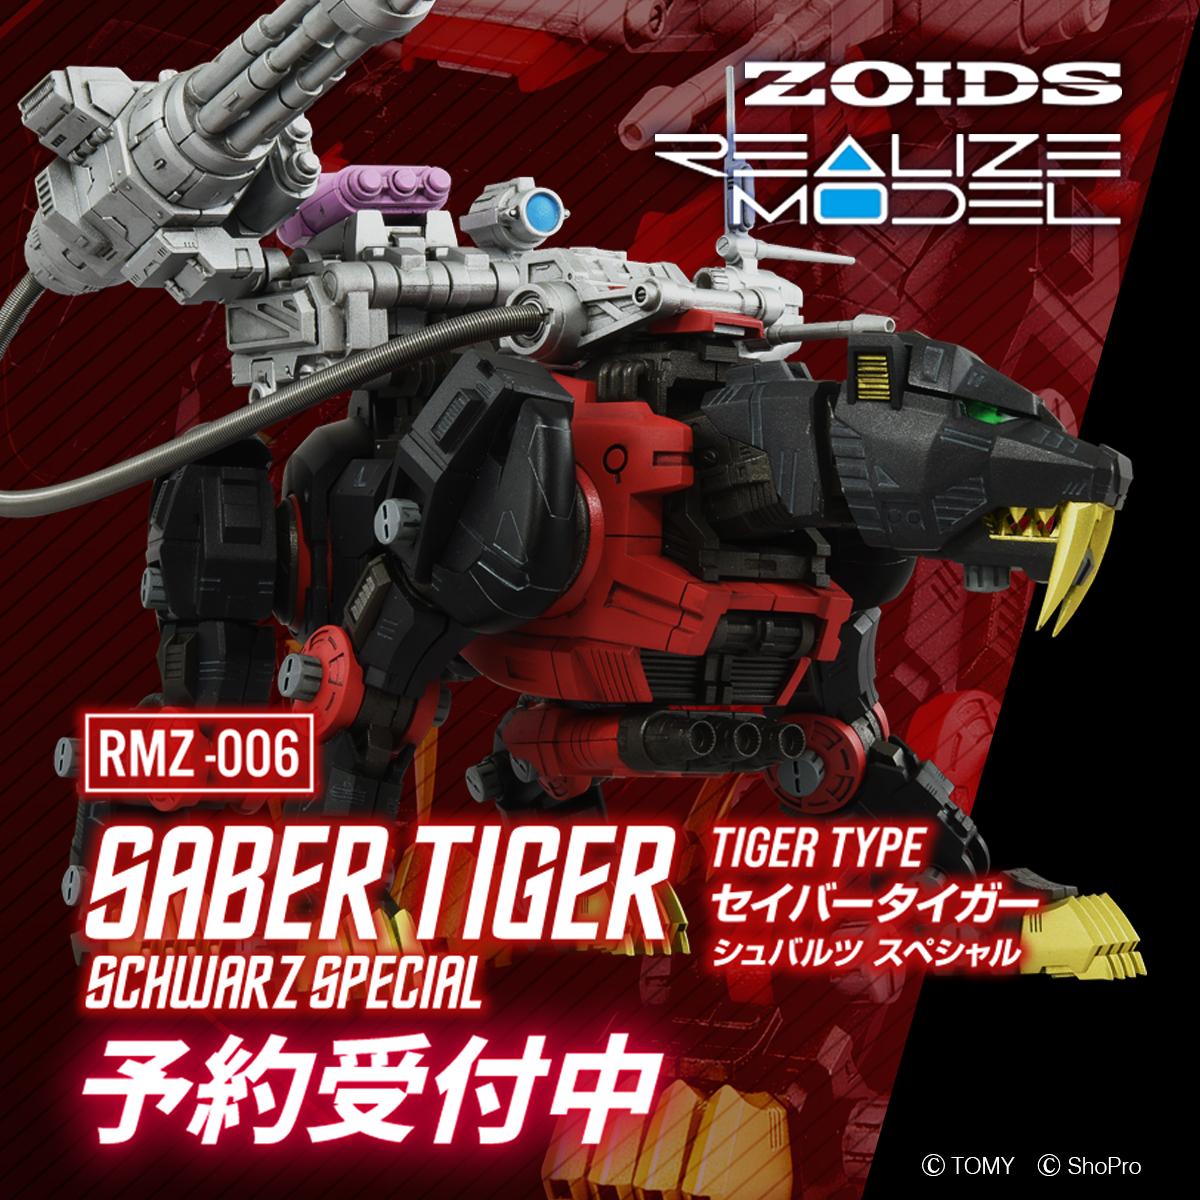 ZOIDS
REALIZE
MODEL
RMZ -006
SABER TIGER
SCHWARZ SPECIAL
TIGER TYPE
セイバータイガー
シュバルツ スペシャル
予約受付中
© TOMY © ShoPro